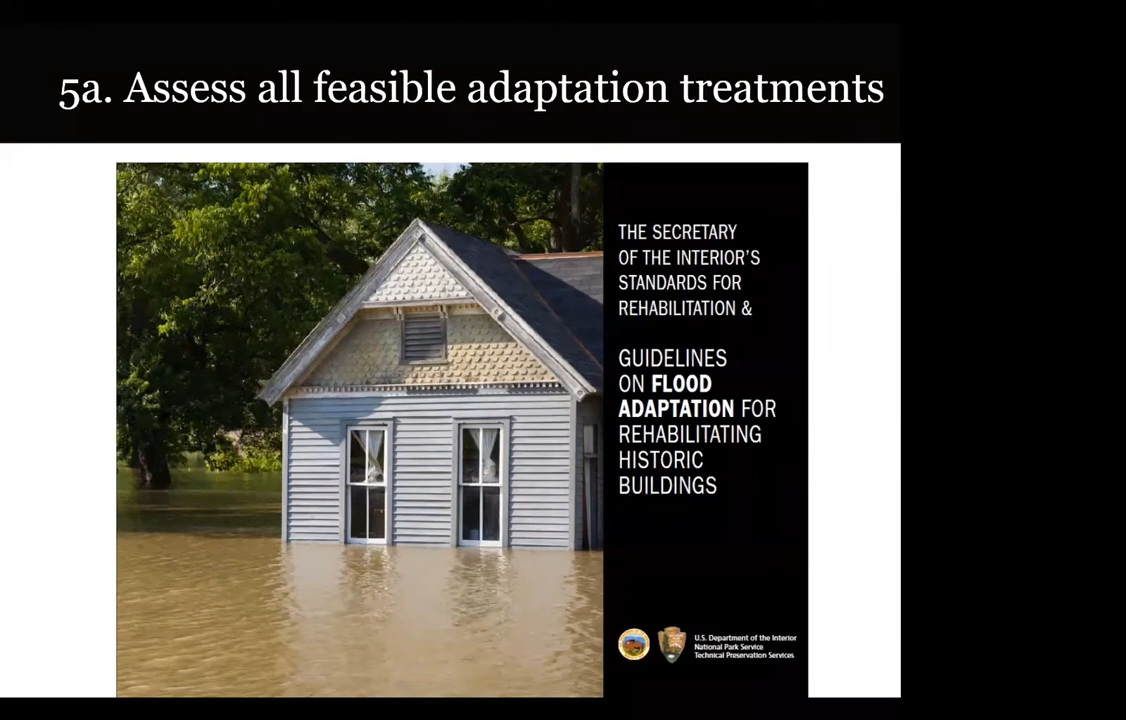 5a. Assess all feasible adaptation treatments
THE SECRETARY
OF THE INTERIOR'S
STANDARDS FOR
REHABILITATION &
GUIDELINES
ON FLOOD
ADAPTATION FOR
REHABILITATING
HISTORIC
BUILDINGS
U.S. Department of the Interior
National Park Service
Technical Preservation Services